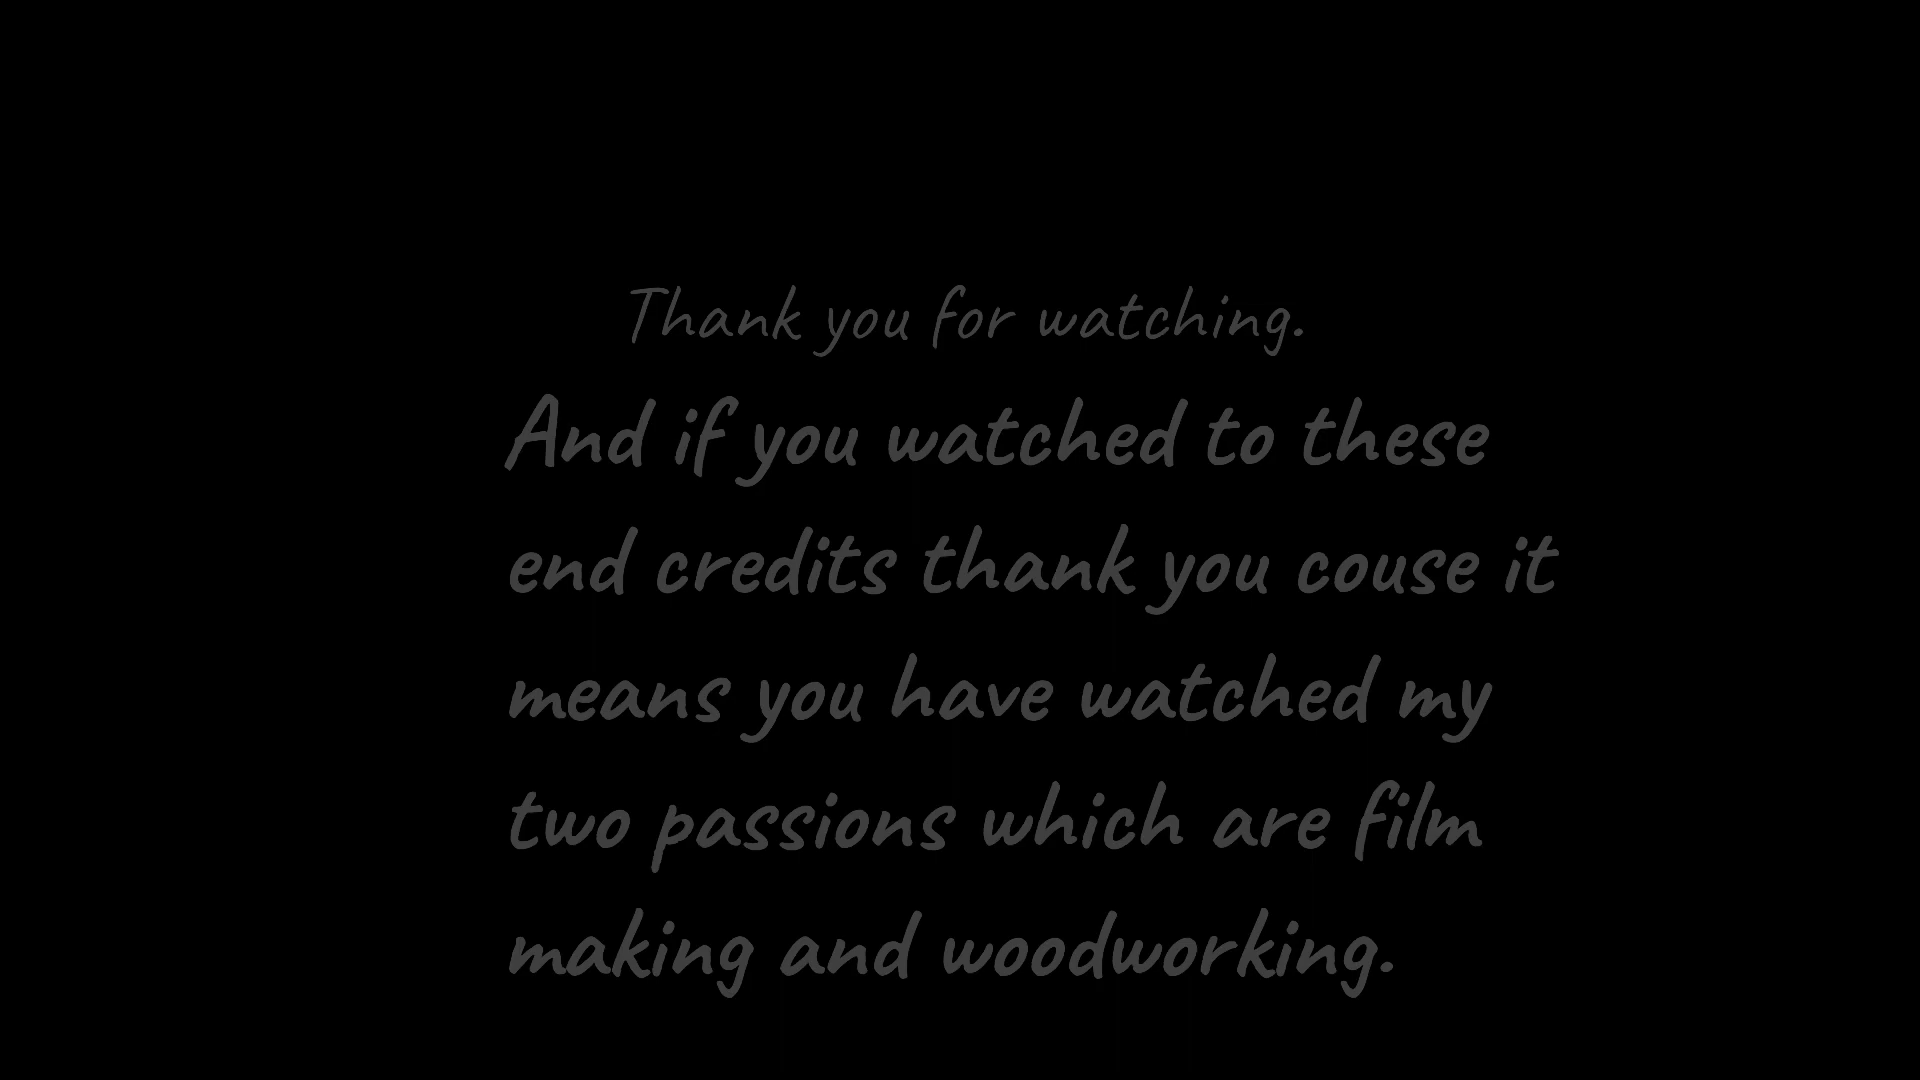 Thank you for watching.
And if you watched to these
end credits thank you couse it
means you have watched my
two passions which are film
making and woodworking.